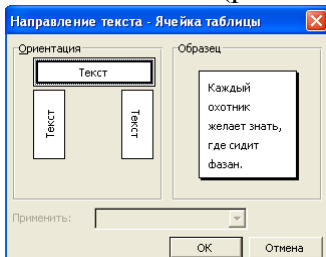 Направление текста - Ячейка таблицы
Ориентация
Текст
Текст
Текст
Образец
Каждый
охотник
желает знать,
где сидит
фазан.
Применить:
ОК
Отмена